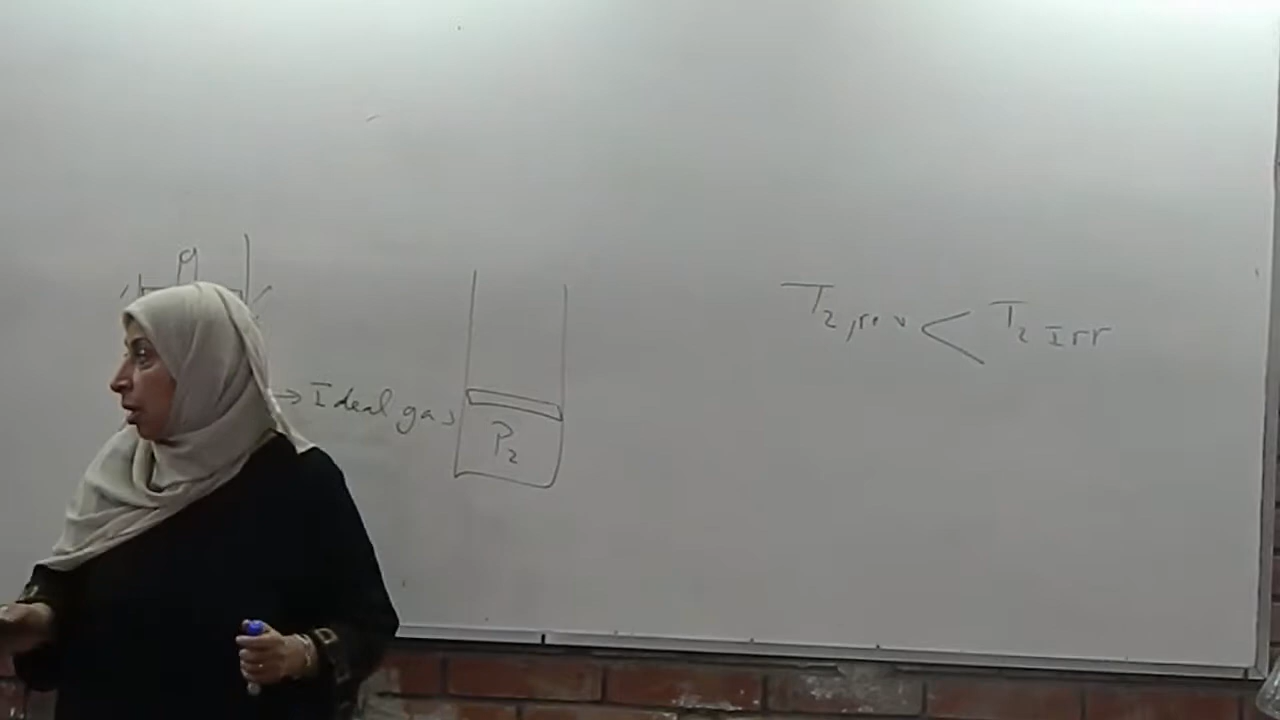 → Ideal gas
P₂
T₂,rev < T₂ Irr